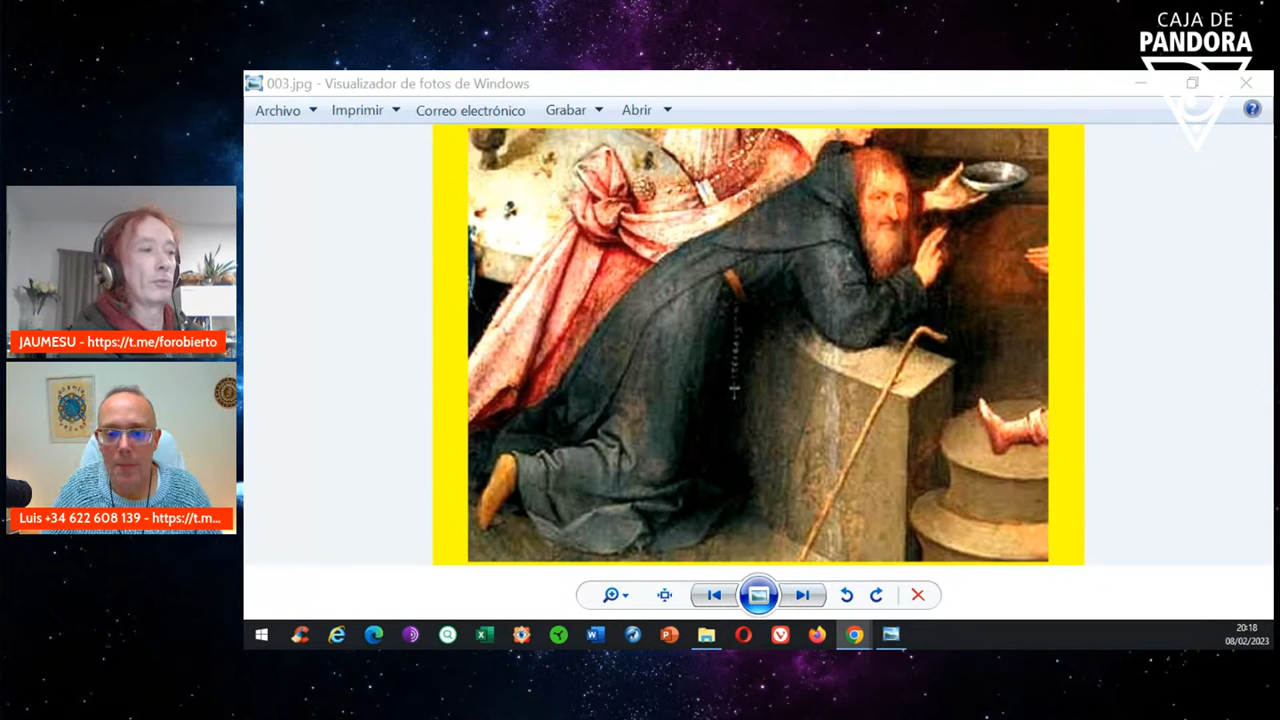 CAJA DE
PANDORA
003.jpg - Visualizador de fotos de Windows
Archivo Imprimir Correo electrónico Grabar Abrir
JAUMESU - https://t.me/forobierto
Luis +34 622 608 139 - https://t.m...
20:18
08/02/2023